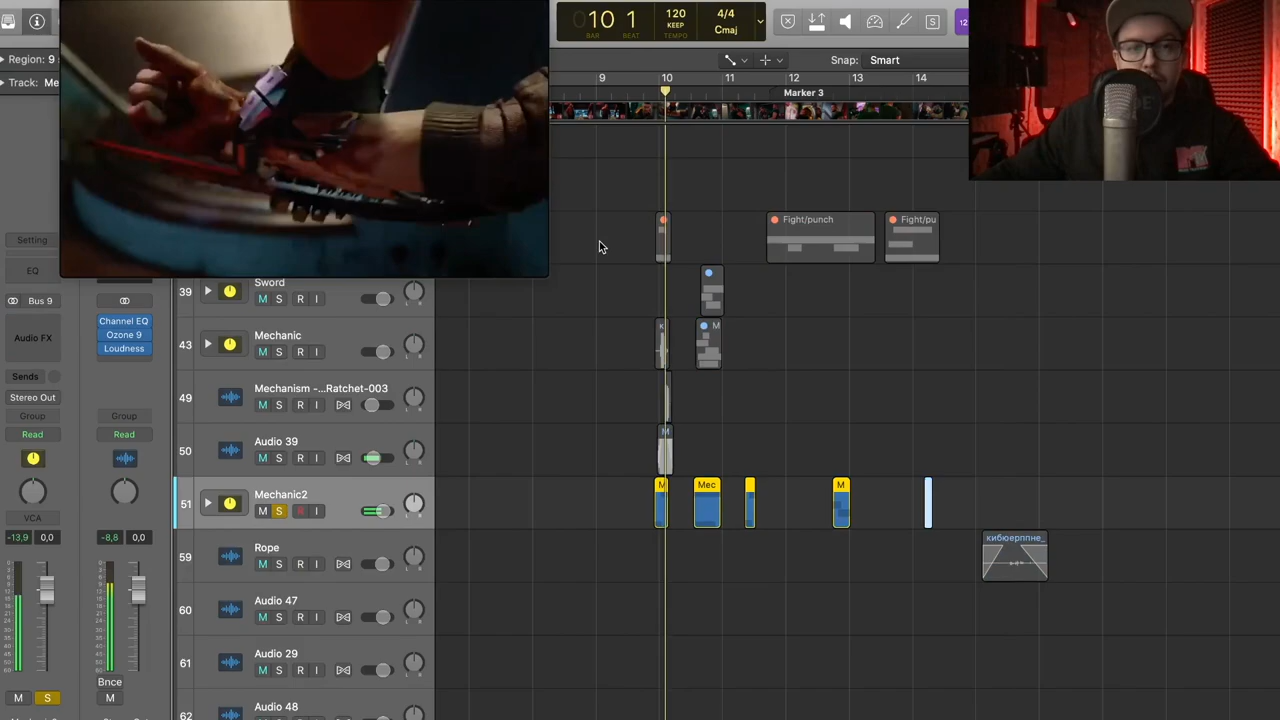 10 1
BAR BEAT
120
KEEP
TEMPO
4/4
Cmaj
S
12
Region: 9
Track: Me
Snap: Smart
9 10 11 12 13 14
Marker 3
Fight/punch
Fight/pu
Setting
EQ
Bus 9
Audio FX
Sends
Stereo Out
Group
Read
VCA
-13,9 0,0
M S
Channel EQ
Ozone 9
Loudness
Group
Read
-8,8 0,0
Bnce
M
39 Sword
M S R I
43 Mechanic
M S R I
к
M
49 Mechanism -...Ratchet-003
M S R I
50 Audio 39
M S R I
M
51 Mechanic2
M S R I
M
Mec
M
59 Rope
M S R I
кибюерппне_
60 Audio 47
M S R I
61 Audio 29
M S R I
62 Audio 48